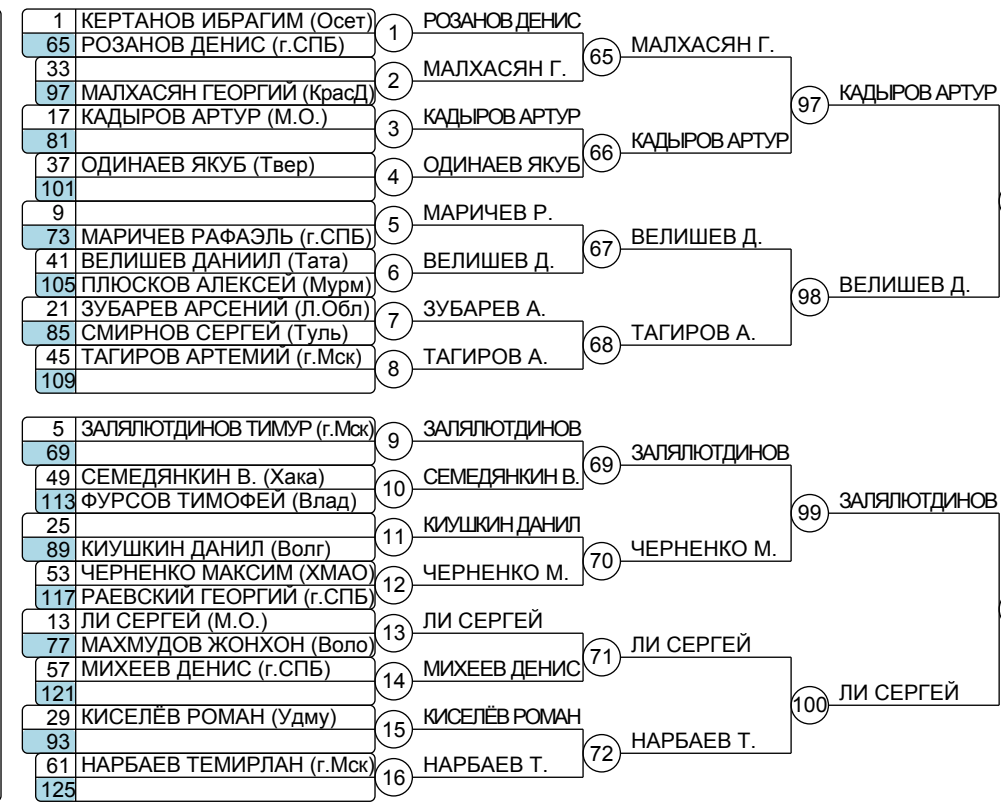 1 КЕРТАНОВ ИБРАГИМ (Осет)
65 РОЗАНОВ ДЕНИС (г.СПБ)
1 РОЗАНОВ ДЕНИС
33
97 МАЛХАСЯН ГЕОРГИЙ (КрасД)
2 МАЛХАСЯН Г.
65 МАЛХАСЯН Г.
17 КАДЫРОВ АРТУР (М.О.)
81
3 КАДЫРОВ АРТУР
37 ОДИНАЕВ ЯКУБ (Твер)
101
4 ОДИНАЕВ ЯКУБ
66 КАДЫРОВ АРТУР
97 КАДЫРОВ АРТУР
9
73 МАРИЧЕВ РАФАЭЛЬ (г.СПБ)
5 МАРИЧЕВ Р.
41 ВЕЛИШЕВ ДАНИИЛ (Тата)
105 ПЛЮСКОВ АЛЕКСЕЙ (Мурм)
6 ВЕЛИШЕВ Д.
67 ВЕЛИШЕВ Д.
21 ЗУБАРЕВ АРСЕНИЙ (Л.Обл)
85 СМИРНОВ СЕРГЕЙ (Туль)
7 ЗУБАРЕВ А.
45 ТАГИРОВ АРТЕМИЙ (г.Мск)
109
8 ТАГИРОВ А.
68 ТАГИРОВ А.
98 ВЕЛИШЕВ Д.
5 ЗАЛЯЛЮТДИНОВ ТИМУР (г.Мск)
69
9 ЗАЛЯЛЮТДИНОВ
49 СЕМЕДЯНКИН В. (Хака)
113 ФУРСОВ ТИМОФЕЙ (Влад)
10 СЕМЕДЯНКИН В.
69 ЗАЛЯЛЮТДИНОВ
25
89 КИУШКИН ДАНИЛ (Волг)
11 КИУШКИН ДАНИЛ
53 ЧЕРНЕНКО МАКСИМ (ХМАО)
117 РАЕВСКИЙ ГЕОРГИЙ (г.СПБ)
12 ЧЕРНЕНКО М.
70 ЧЕРНЕНКО М.
99 ЗАЛЯЛЮТДИНОВ
13 ЛИ СЕРГЕЙ (М.О.)
77 МАХМУДОВ ЖОНХОН (Воло)
13 ЛИ СЕРГЕЙ
57 МИХЕЕВ ДЕНИС (г.СПБ)
121
14 МИХЕЕВ ДЕНИС
71 ЛИ СЕРГЕЙ
29 КИСЕЛЁВ РОМАН (Удму)
93
15 КИСЕЛЁВ РОМАН
61 НАРБАЕВ ТЕМИРЛАН (г.Мск)
125
16 НАРБАЕВ Т.
72 НАРБАЕВ Т.
100 ЛИ СЕРГЕЙ